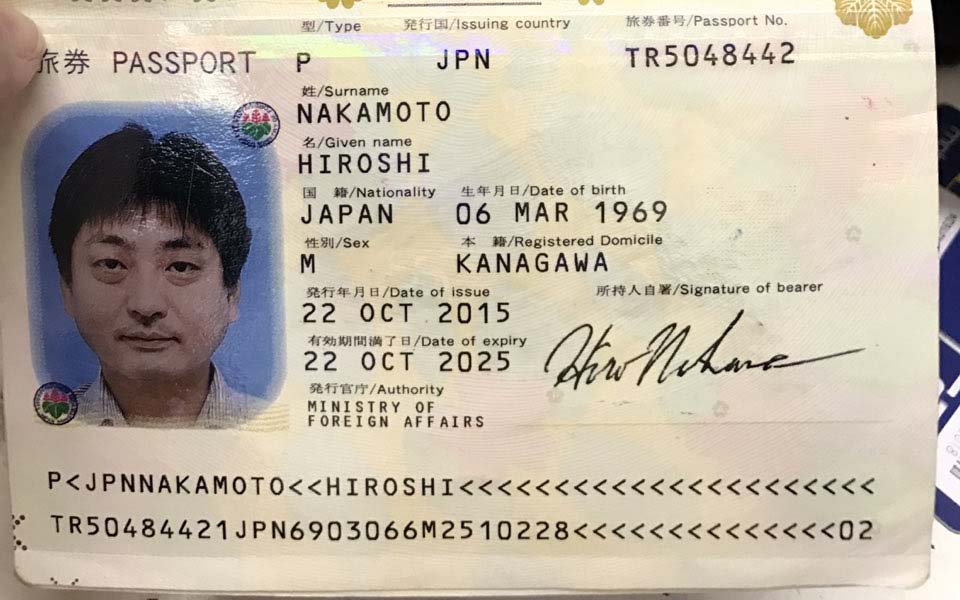 型/Type 発行国/Issuing country 旅券番号/Passport No.
旅券 PASSPORT P JPN TR5048442
姓/Surname
NAKAMOTO
名/Given name
HIROSHI
国 籍/Nationality 生年月日/Date of birth
JAPAN 06 MAR 1969
性別/Sex 本 籍/Registered Domicile
M KANAGAWA
発行年月日/Date of issue 所持人自署/Signature of bearer
22 OCT 2015
有効期間満了日/Date of expiry
22 OCT 2025
発行官庁/Authority
MINISTRY OF
FOREIGN AFFAIRS
P<JPNNAKAMOTO<<HIROSHI<<<<<<<<<<<<<<<<<<<<<<
TR50484421JPN6903066M2510228<<<<<<<<<<<<<<02